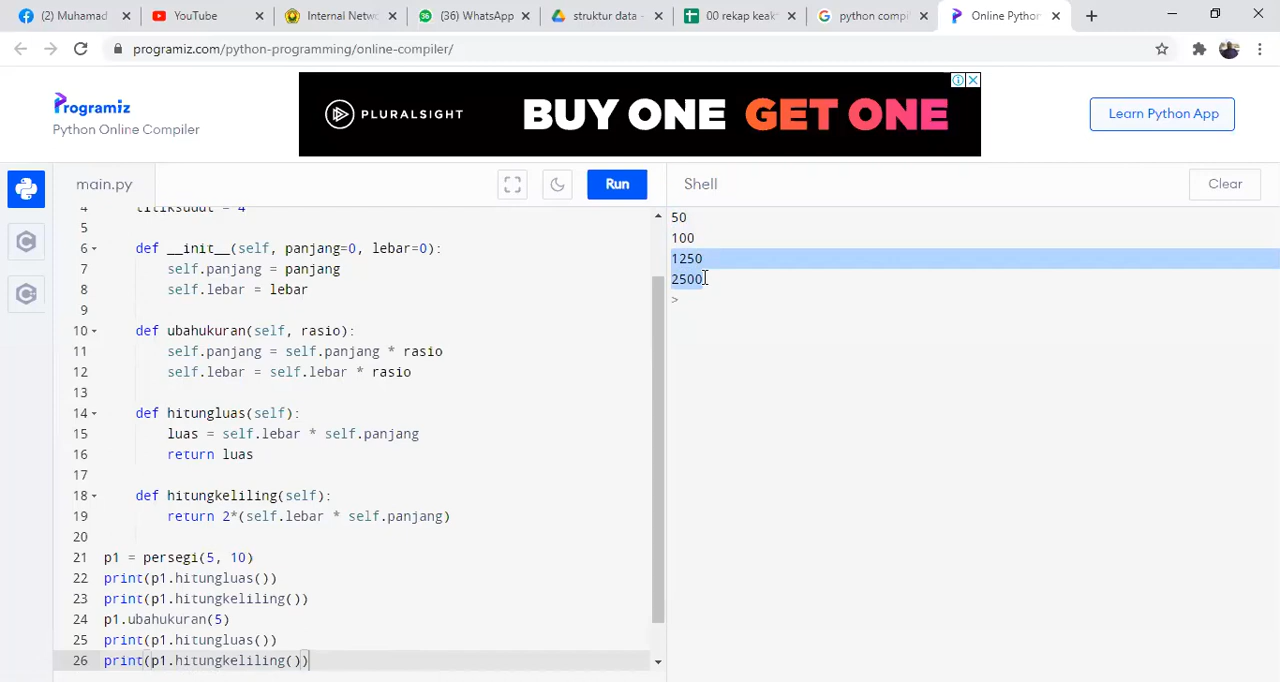 (2) Muhamad
YouTube
Internal Netw
(36) WhatsApp
struktur data -
00 rekap keak
python compi
Online Pytho
programiz.com/python-programming/online-compiler/
Programiz
Python Online Compiler
PLURALSIGHT
BUY ONE GET ONE
Learn Python App
main.py
Run
Shell
Clear
4 titiksudut = 4
5
6 def __init__(self, panjang=0, lebar=0):
7 self.panjang = panjang
8 self.lebar = lebar
9
10 def ubahukuran(self, rasio):
11 self.panjang = self.panjang * rasio
12 self.lebar = self.lebar * rasio
13
14 def hitungluas(self):
15 luas = self.lebar * self.panjang
16 return luas
17
18 def hitungkeliling(self):
19 return 2*(self.lebar * self.panjang)
20
21 p1 = persegi(5, 10)
22 print(p1.hitungluas())
23 print(p1.hitungkeliling())
24 p1.ubahukuran(5)
25 print(p1.hitungluas())
26 print(p1.hitungkeliling())
50
100
1250
2500
>